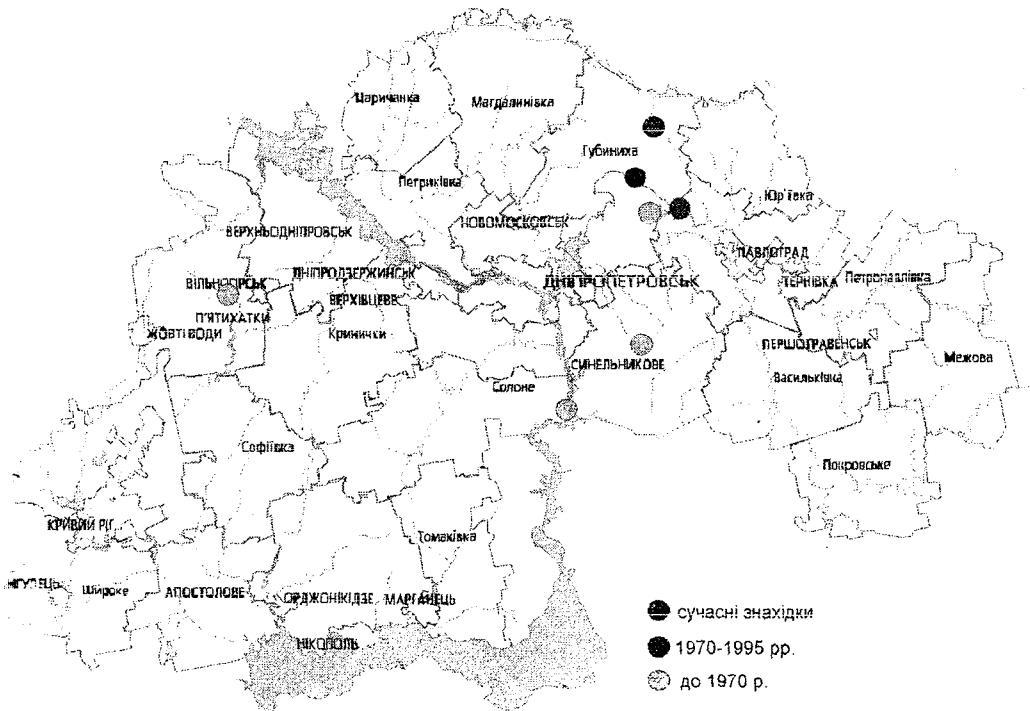 Царичанка
Магдалинівка
Губиниха
Петриківка
Юр'ївка
НОВОМОСКОВСЬК
ВЕРХНЬОДНІПРОВСЬК
ПАВЛОГРАД
ДНІПРОДЗЕРЖИНСЬК
ДНІПРОПЕТРОВСЬК
ТЕРНІВКА
Петропавлівка
ВІЛЬНОГІРСЬК
ВЕРХІВЦЕВЕ
П'ЯТИХАТКИ
ЖОВТІ ВОДИ
Кринички
ПЕРШОТРАВЕНСЬК
Межова
СИНЕЛЬНИКОВЕ
Васильківка
Солоне
Софіївка
Покровське
КРИВИЙ РІГ
Томаківка
ІНГУЛЕЦЬ
Широке
АПОСТОЛОВЕ
ОРДЖОНІКІДЗЕ
МАРГАНЕЦЬ
НІКОПОЛЬ
сучасні знахідки
1970-1995 рр.
до 1970 р.